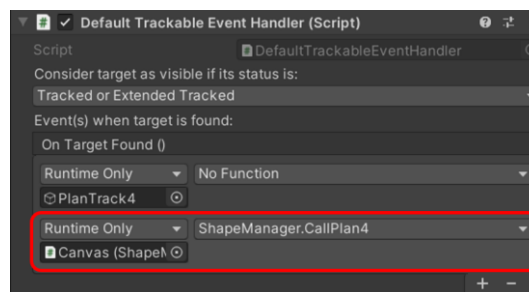 Default Trackable Event Handler (Script)
Script DefaultTrackableEventHandler
Consider target as visible if its status is:
Tracked or Extended Tracked
Event(s) when target is found:
On Target Found ()
Runtime Only No Function
PlanTrack4
Runtime Only ShapeManager.CallPlan4
Canvas (Shape
+ −